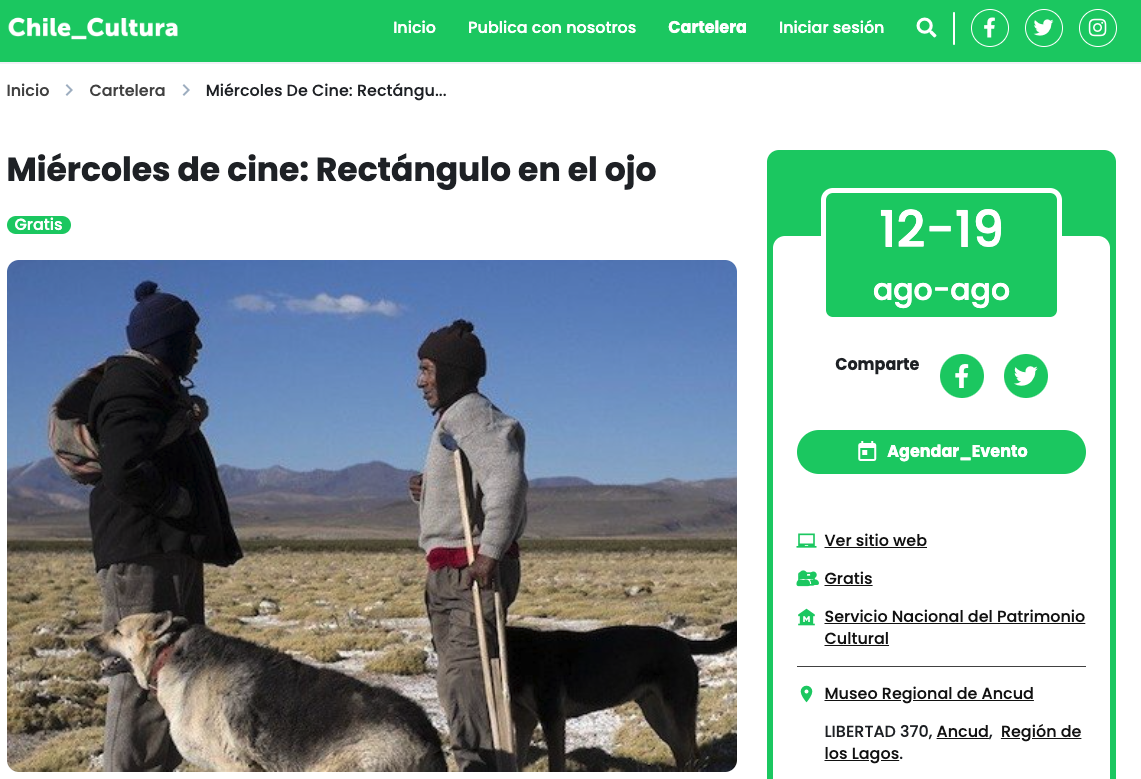 Chile_Cultura
Inicio Publica con nosotros Cartelera Iniciar sesión
Inicio > Cartelera > Miércoles De Cine: Rectángu...
Miércoles de cine: Rectángulo en el ojo
Gratis
12-19
ago-ago
Comparte
Agendar_Evento
Ver sitio web
Gratis
Servicio Nacional del Patrimonio
Cultural
Museo Regional de Ancud
LIBERTAD 370, Ancud, Región de
los Lagos.